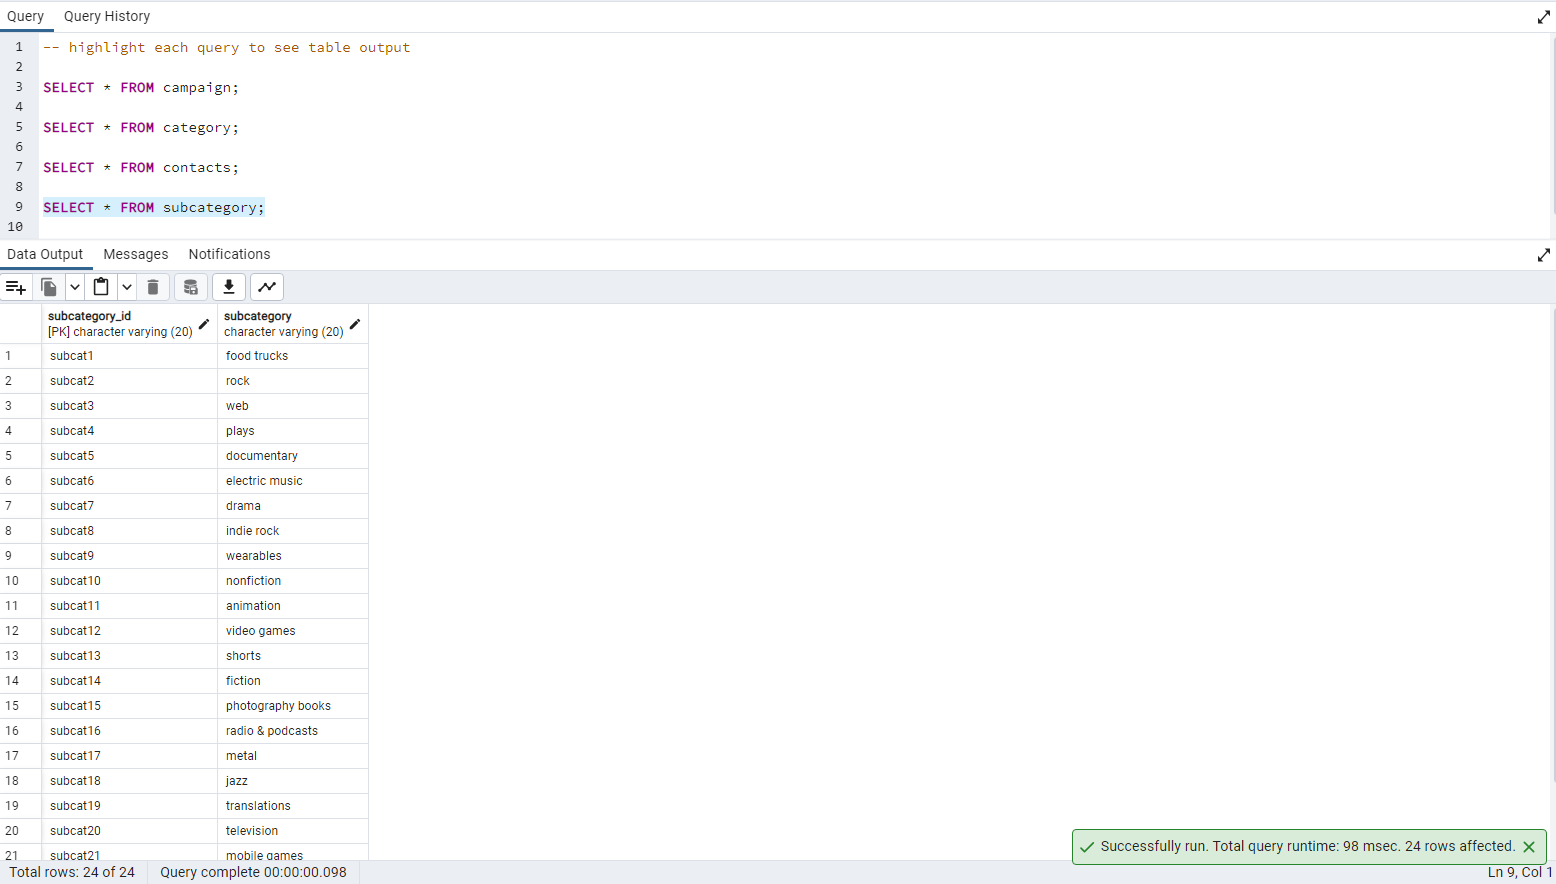 Query Query History
1 -- highlight each query to see table output
2
3 SELECT * FROM campaign;
4
5 SELECT * FROM category;
6
7 SELECT * FROM contacts;
8
9 SELECT * FROM subcategory;
10
Data Output Messages Notifications
subcategory_id subcategory
[PK] character varying (20) character varying (20)
1 subcat1 food trucks
2 subcat2 rock
3 subcat3 web
4 subcat4 plays
5 subcat5 documentary
6 subcat6 electric music
7 subcat7 drama
8 subcat8 indie rock
9 subcat9 wearables
10 subcat10 nonfiction
11 subcat11 animation
12 subcat12 video games
13 subcat13 shorts
14 subcat14 fiction
15 subcat15 photography books
16 subcat16 radio & podcasts
17 subcat17 metal
18 subcat18 jazz
19 subcat19 translations
20 subcat20 television
21 subcat21 mobile games
Successfully run. Total query runtime: 98 msec. 24 rows affected.
Total rows: 24 of 24 Query complete 00:00:00.098 Ln 9, Col 1